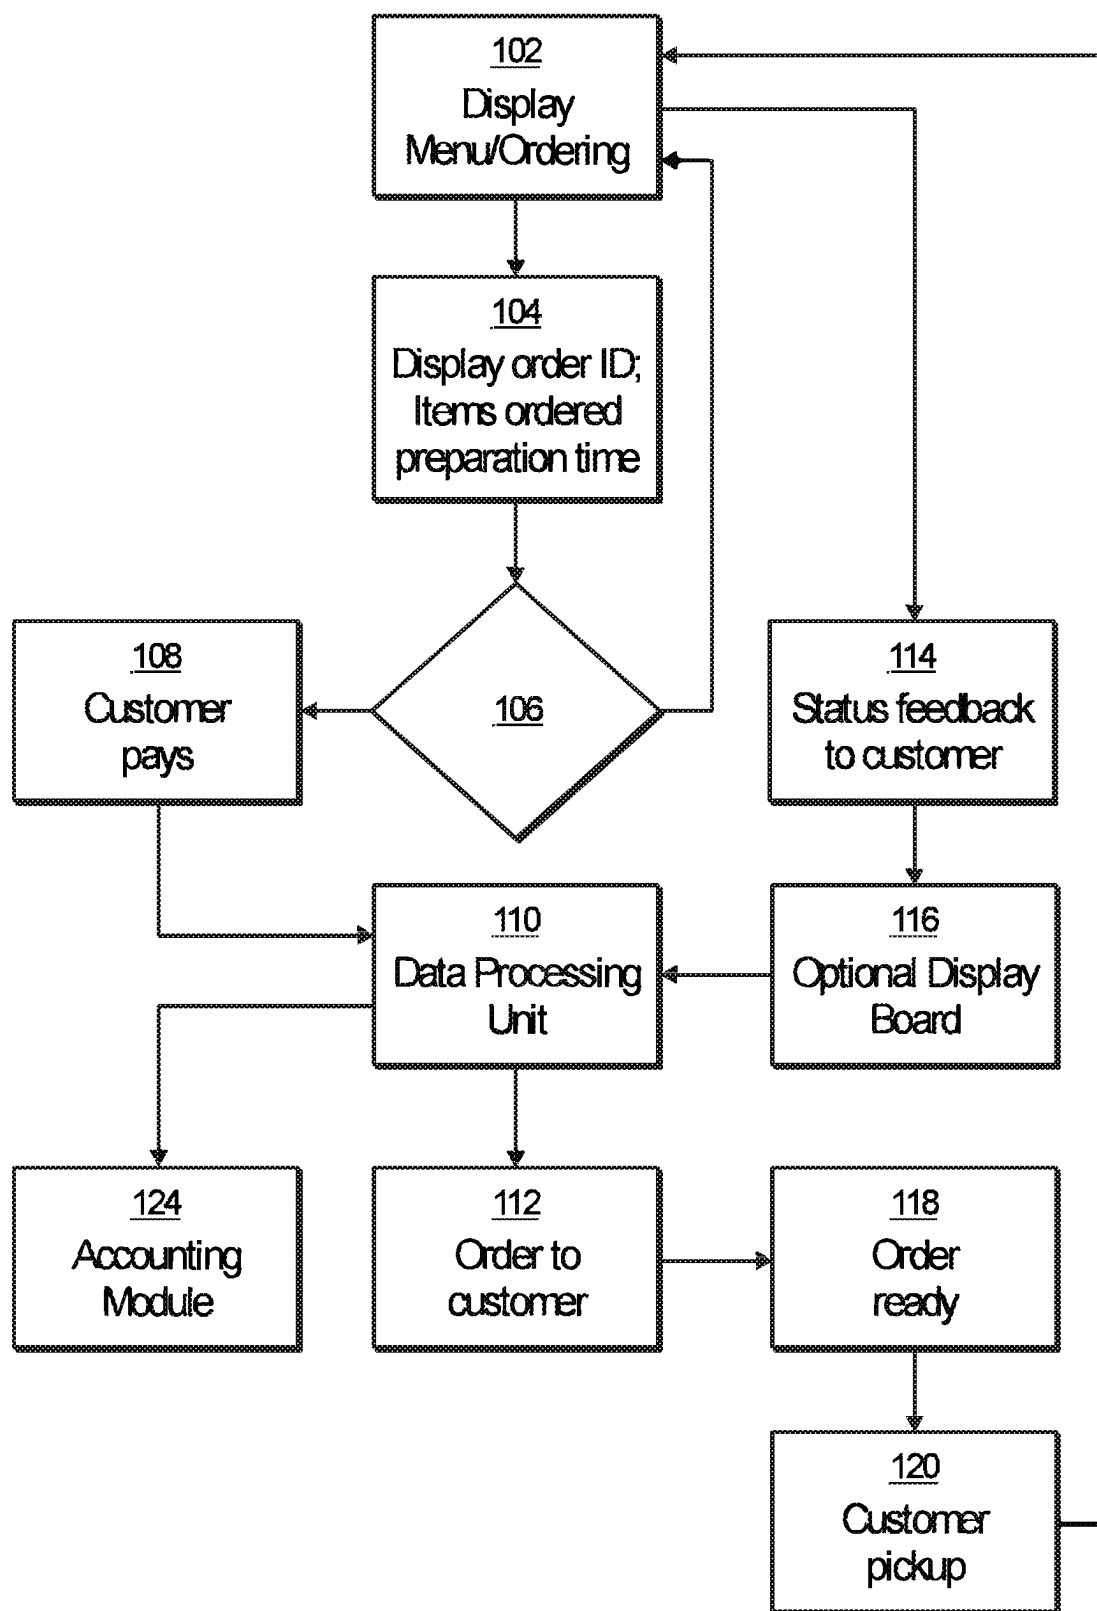 102
Display
Menu/Ordering
104
Display order ID;
Items ordered
preparation time
106
108
Customer
pays
114
Status feedback
to customer
110
Data Processing
Unit
116
Optional Display
Board
124
Accounting
Module
112
Order to
customer
118
Order
ready
120
Customer
pickup